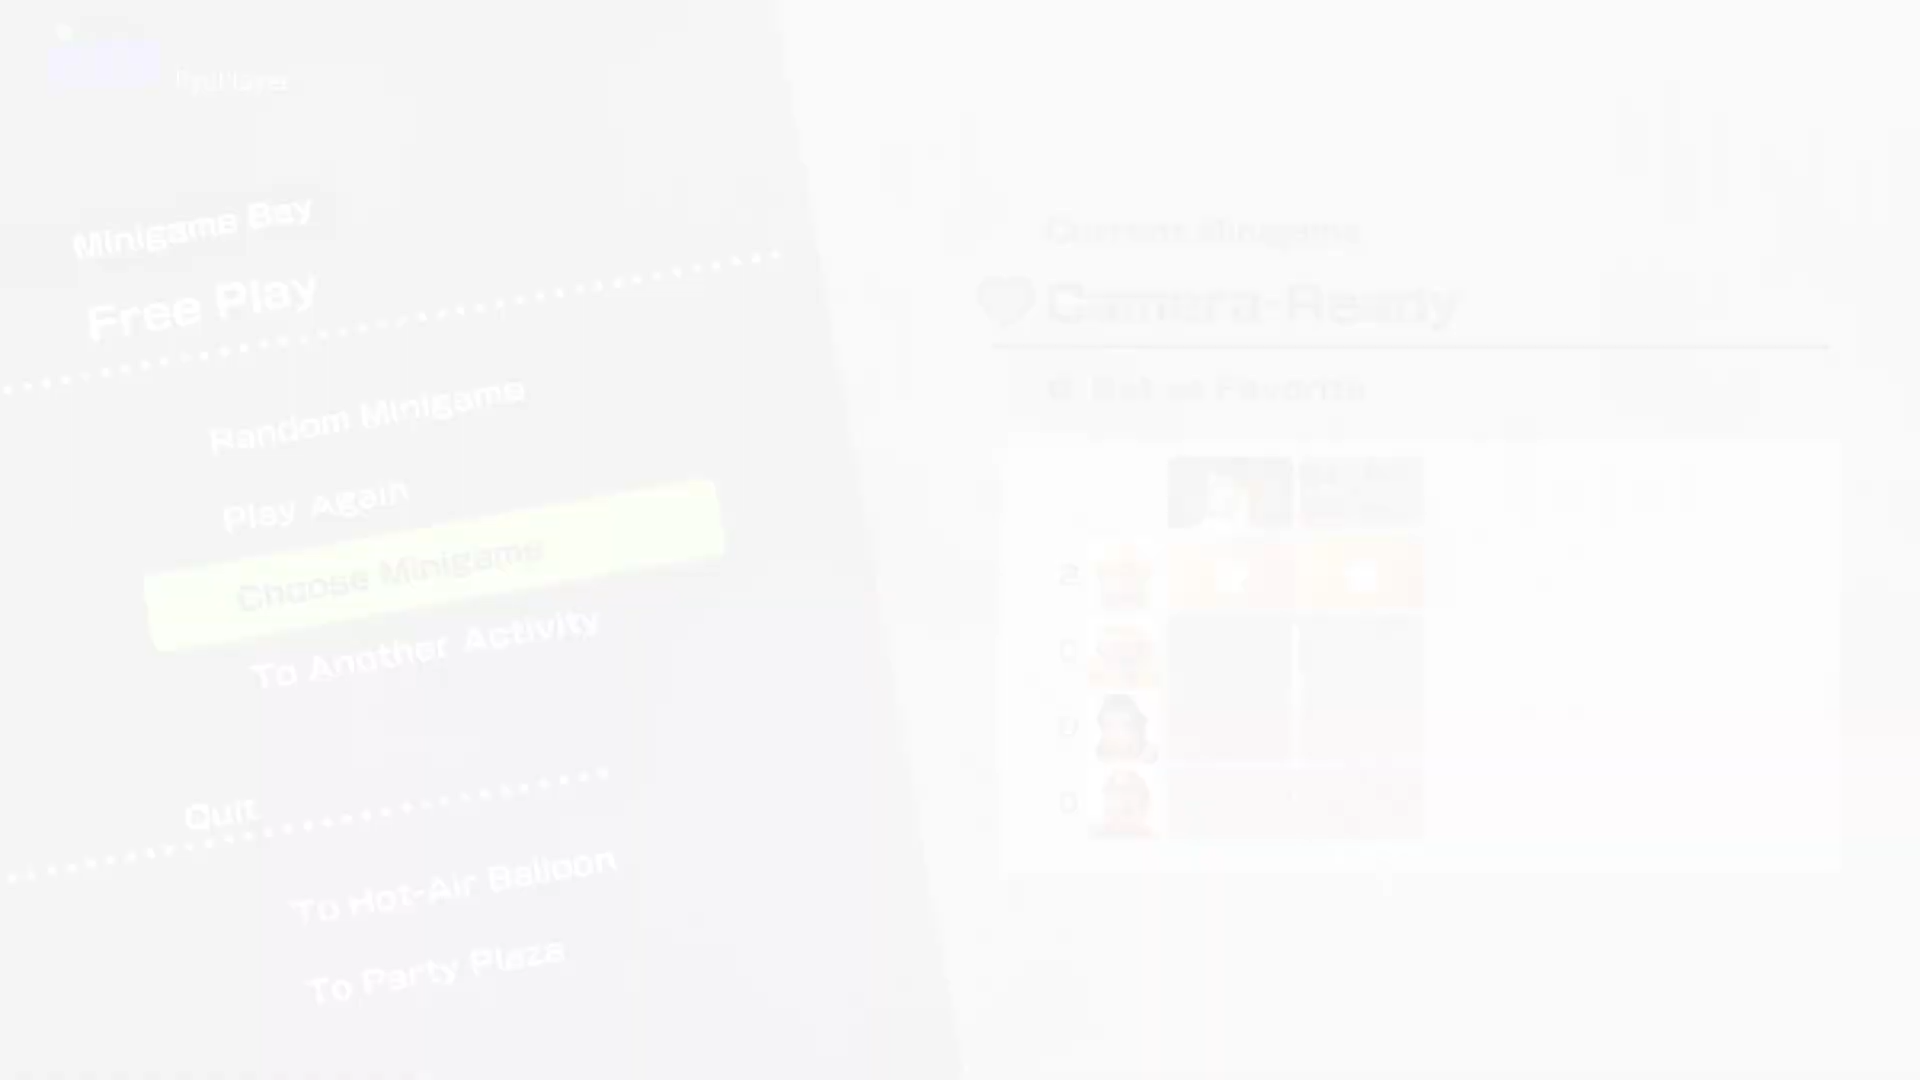 RyuPlayer
Minigame Bay
Free Play
Random Minigame
Play Again
Choose Minigame
To Another Activity
Quit
To Hot-Air Balloon
To Party Plaza
Current Minigame
Camera-Ready
Set as Favorite